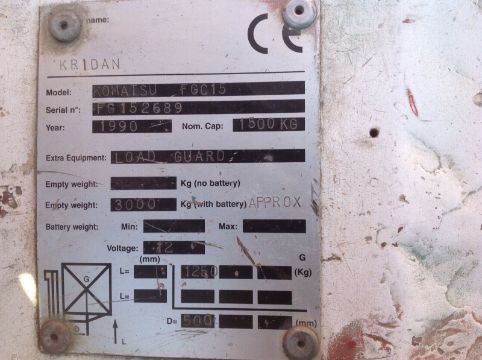 name:
CE
KRIDAN
Model: KOMATSU FGC15
Serial n°: FG152689
Year: 1990 Nom. Cap: 1500 KG
Extra Equipment: LOAD GUARD
Empty weight: Kg (no battery)
Empty weight: 3000 Kg (with battery) APPROX
Battery weight: Min: Max:
Voltage: 12
(mm) G
L= 1250 (Kg)
L=
D= 500 (mm)
G
D L